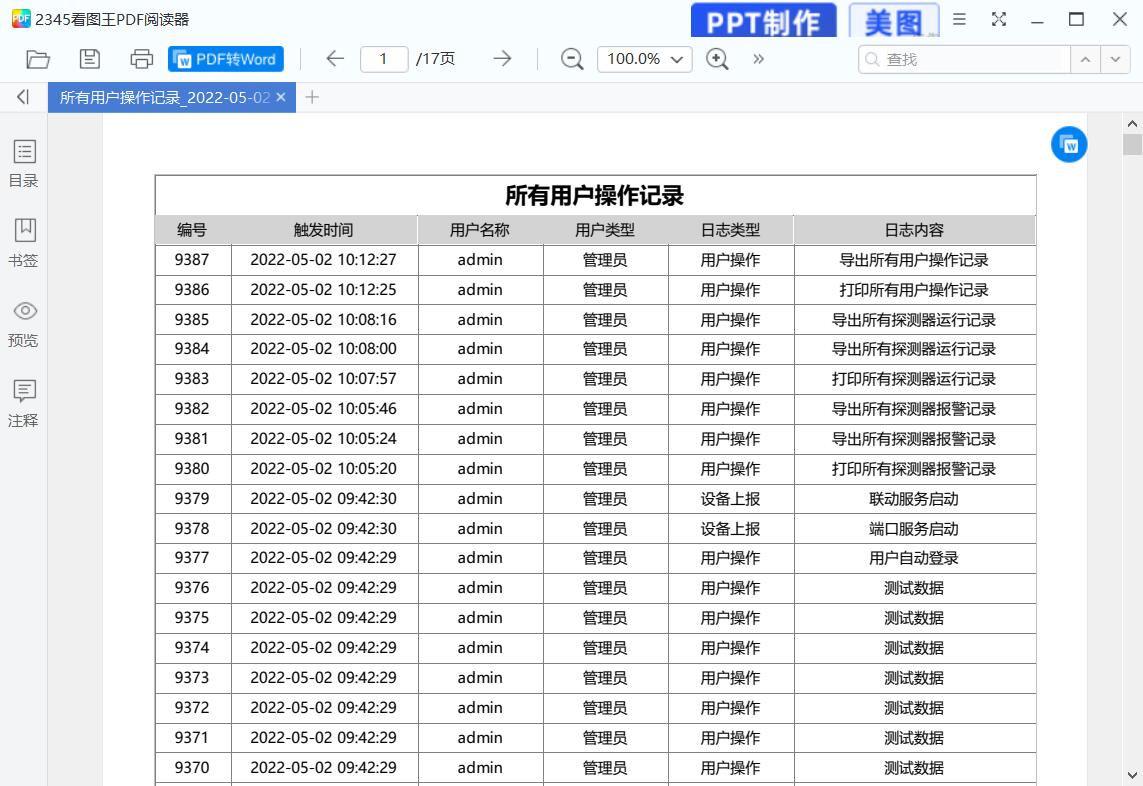 PDF 2345看图王PDF阅读器 PPT制作 美图
W PDF转Word 1 /17页 100.0% 查找
所有用户操作记录_2022-05-02
目录
书签
预览
注释
所有用户操作记录
编号 触发时间 用户名称 用户类型 日志类型 日志内容
9387 2022-05-02 10:12:27 admin 管理员 用户操作 导出所有用户操作记录
9386 2022-05-02 10:12:25 admin 管理员 用户操作 打印所有用户操作记录
9385 2022-05-02 10:08:16 admin 管理员 用户操作 导出所有探测器运行记录
9384 2022-05-02 10:08:00 admin 管理员 用户操作 导出所有探测器运行记录
9383 2022-05-02 10:07:57 admin 管理员 用户操作 打印所有探测器运行记录
9382 2022-05-02 10:05:46 admin 管理员 用户操作 导出所有探测器报警记录
9381 2022-05-02 10:05:24 admin 管理员 用户操作 导出所有探测器报警记录
9380 2022-05-02 10:05:20 admin 管理员 用户操作 打印所有探测器报警记录
9379 2022-05-02 09:42:30 admin 管理员 设备上报 联动服务启动
9378 2022-05-02 09:42:30 admin 管理员 设备上报 端口服务启动
9377 2022-05-02 09:42:29 admin 管理员 用户操作 用户自动登录
9376 2022-05-02 09:42:29 admin 管理员 用户操作 测试数据
9375 2022-05-02 09:42:29 admin 管理员 用户操作 测试数据
9374 2022-05-02 09:42:29 admin 管理员 用户操作 测试数据
9373 2022-05-02 09:42:29 admin 管理员 用户操作 测试数据
9372 2022-05-02 09:42:29 admin 管理员 用户操作 测试数据
9371 2022-05-02 09:42:29 admin 管理员 用户操作 测试数据
9370 2022-05-02 09:42:29 admin 管理员 用户操作 测试数据